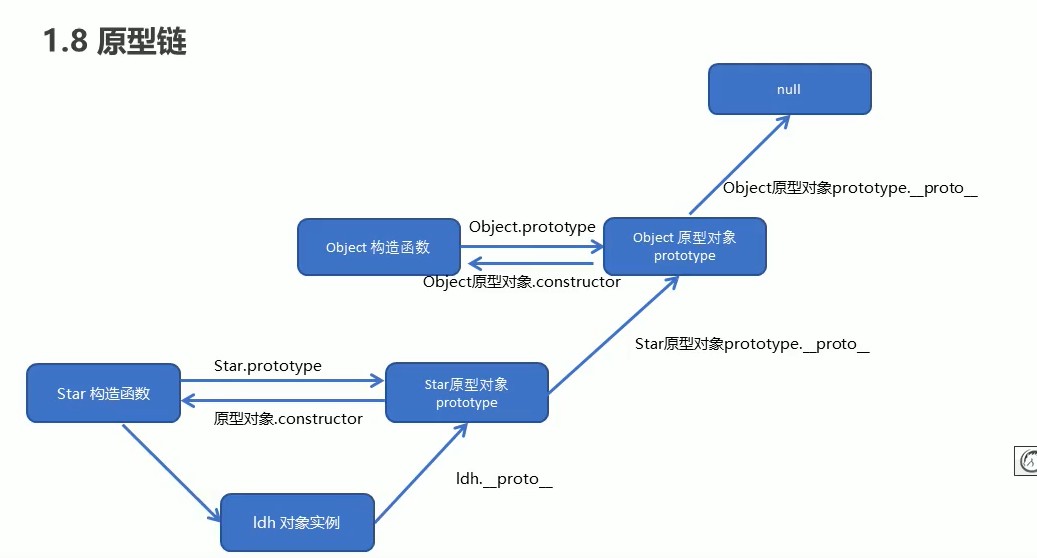 1.8 原型链
null
Object原型对象prototype.__proto__
Object.prototype
Object 构造函数
Object 原型对象
prototype
Object原型对象.constructor
Star原型对象prototype.__proto__
Star.prototype
Star 构造函数
Star原型对象
prototype
原型对象.constructor
ldh.__proto__
ldh 对象实例